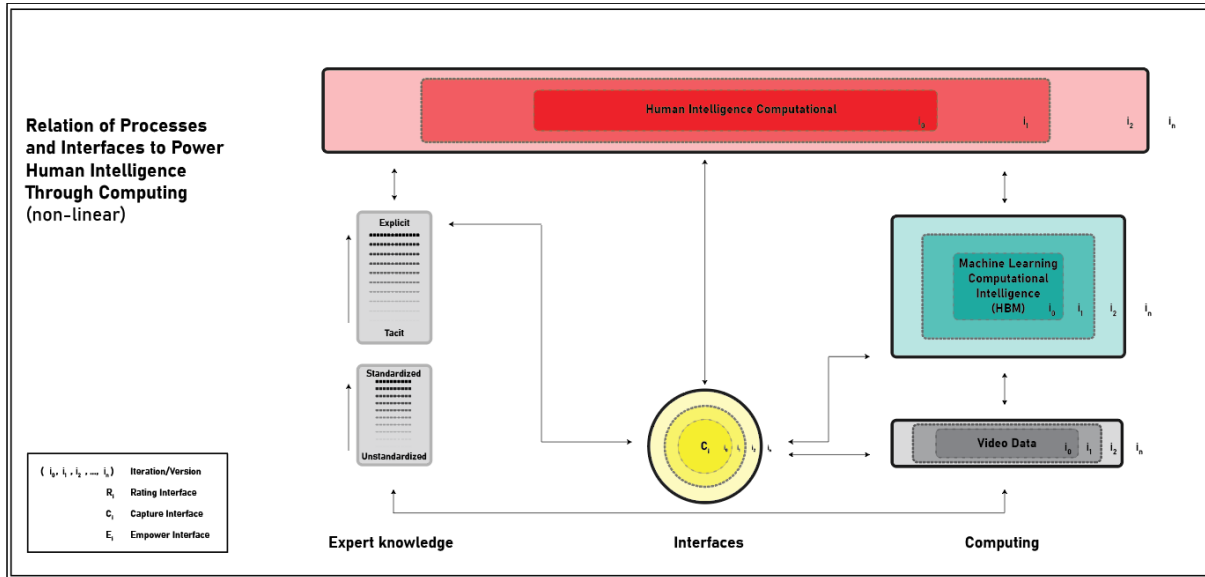 Relation of Processes
and Interfaces to Power
Human Intelligence
Through Computing
(non-linear)
Human Intelligence Computational
i₁
i₂
iₙ
Explicit
Tacit
Standardized
Unstandardized
Machine Learning
Computational
Intelligence
(HBM)
i₀ i₁ i₂ iₙ
Cᵢ
Video Data
i₀ i₁ i₂ iₙ
( i₀, i₁ , i₂ , ..., iₙ ) Iteration/Version
Rᵢ Rating Interface
Cᵢ Capture Interface
Eᵢ Empower Interface
Expert knowledge
Interfaces
Computing